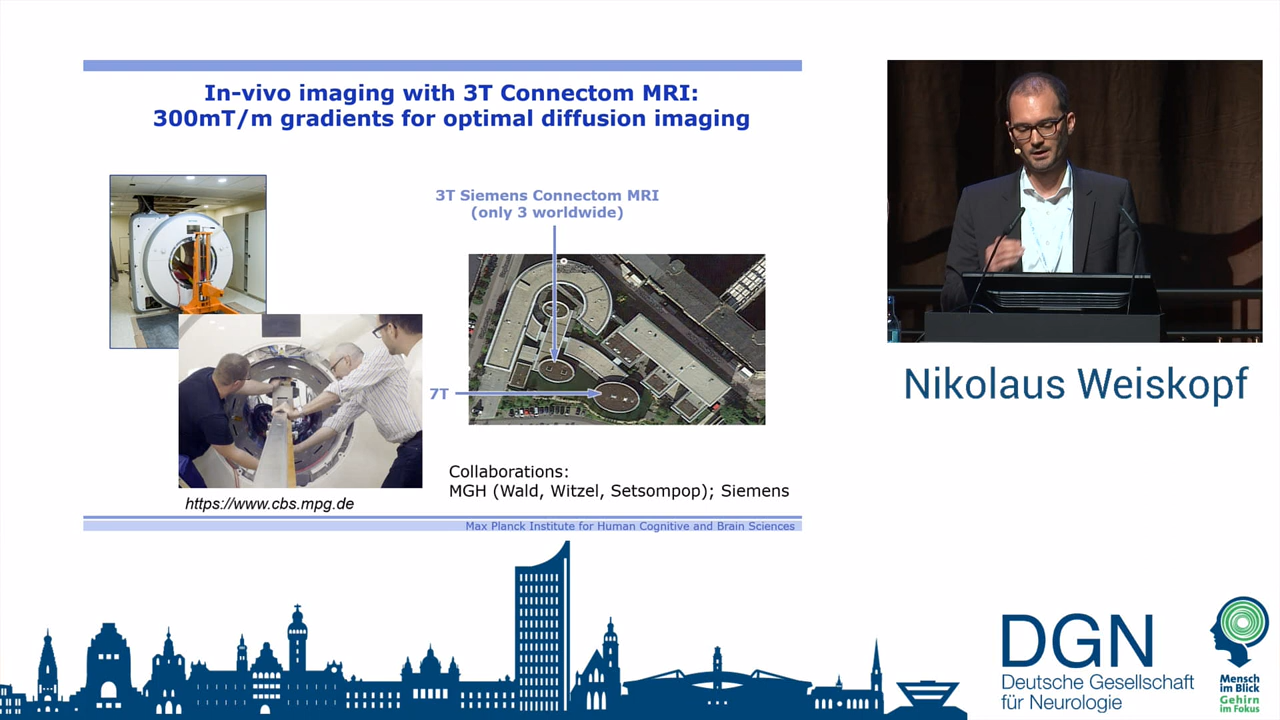 In-vivo imaging with 3T Connectom MRI:
300mT/m gradients for optimal diffusion imaging
3T Siemens Connectom MRI
(only 3 worldwide)
7T
Collaborations:
MGH (Wald, Witzel, Setsompop); Siemens
https://www.cbs.mpg.de
Max Planck Institute for Human Cognitive and Brain Sciences
Nikolaus Weiskopf
DGN
Deutsche Gesellschaft
für Neurologie
Mensch
im Blick
Gehirn
im Fokus